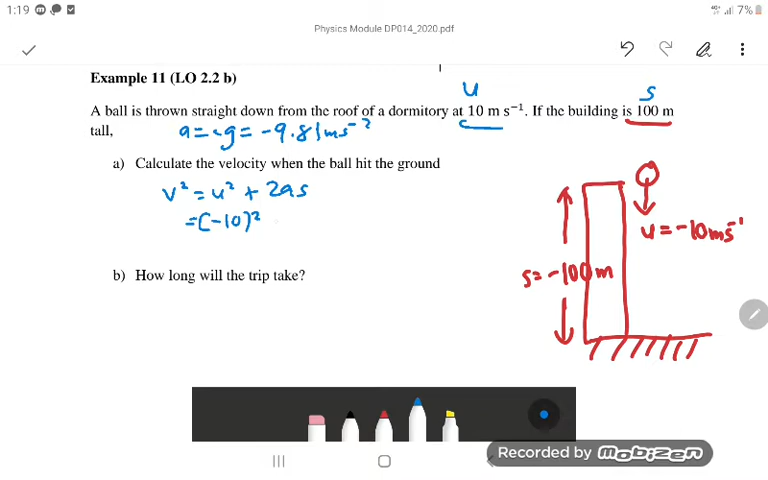 1:19
4G+ 7%
Physics Module DP014_2020.pdf
Example 11 (LO 2.2 b)
u
s
A ball is thrown straight down from the roof of a dormitory at 10 m s⁻¹. If the building is 100 m
tall,
a = -g = -9.81ms⁻²
a) Calculate the velocity when the ball hit the ground
v² = u² + 2as
= (-10)²
u = -10ms⁻¹
s = -100 m
b) How long will the trip take?
Recorded by mobizen